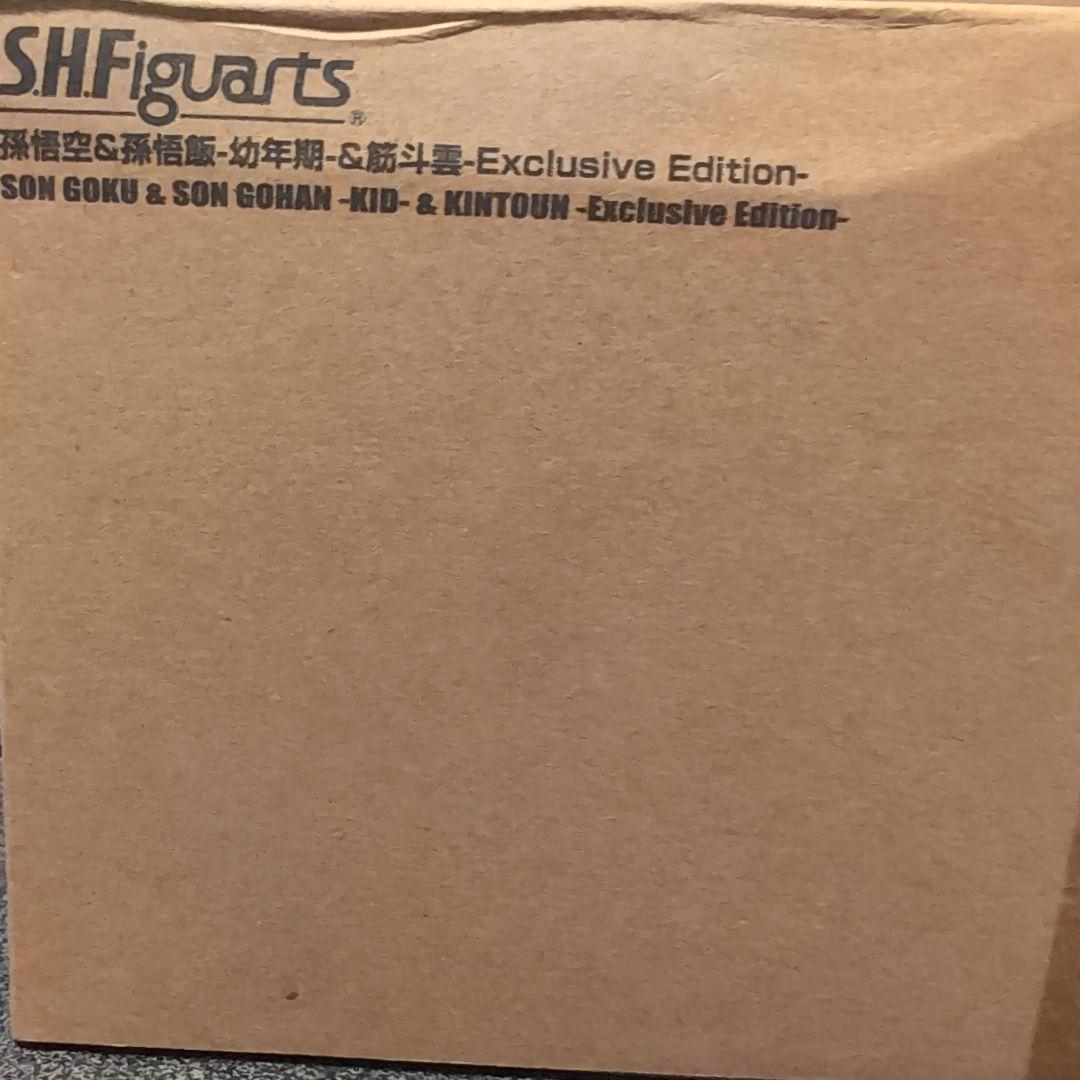 S.H.Figuarts®
孫悟空&孫悟飯-幼年期-&筋斗雲-Exclusive Edition-
SON GOKU & SON GOHAN -KID- & KINTOUN -Exclusive Edition-